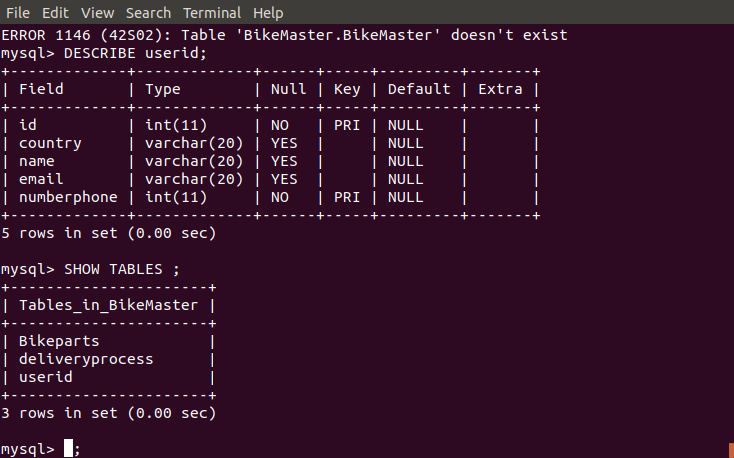 File Edit View Search Terminal Help
ERROR 1146 (42S02): Table 'BikeMaster.BikeMaster' doesn't exist
mysql> DESCRIBE userid;
+-------------+-------------+------+-----+---------+-------+
| Field       | Type        | Null | Key | Default | Extra |
+-------------+-------------+------+-----+---------+-------+
| id          | int(11)     | NO   | PRI | NULL    |       |
| country     | varchar(20) | YES  |     | NULL    |       |
| name        | varchar(20) | YES  |     | NULL    |       |
| email       | varchar(20) | YES  |     | NULL    |       |
| numberphone | int(11)     | NO   | PRI | NULL    |       |
+-------------+-------------+------+-----+---------+-------+
5 rows in set (0.00 sec)

mysql> SHOW TABLES ;
+----------------------+
| Tables_in_BikeMaster |
+----------------------+
| Bikeparts            |
| deliveryprocess      |
| userid               |
+----------------------+
3 rows in set (0.00 sec)

mysql> ;